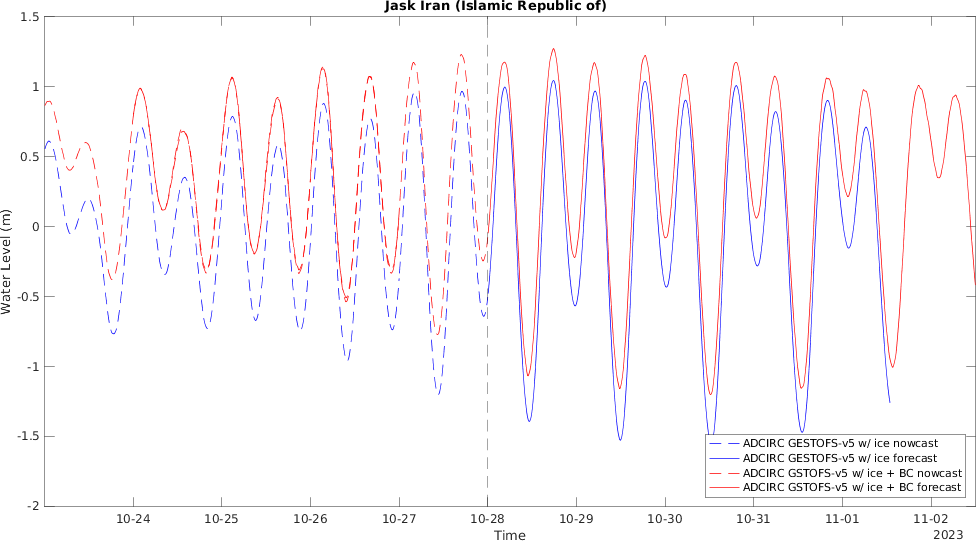 Jask Iran (Islamic Republic of)
1.5
1
0.5
0
-0.5
-1
-1.5
-2
Water Level (m)
10-24
10-25
10-26
10-27
10-28
10-29
10-30
10-31
11-01
11-02
Time
2023
ADCIRC GESTOFS-v5 w/ ice nowcast
ADCIRC GESTOFS-v5 w/ ice forecast
ADCIRC GSTOFS-v5 w/ ice + BC nowcast
ADCIRC GSTOFS-v5 w/ ice + BC forecast